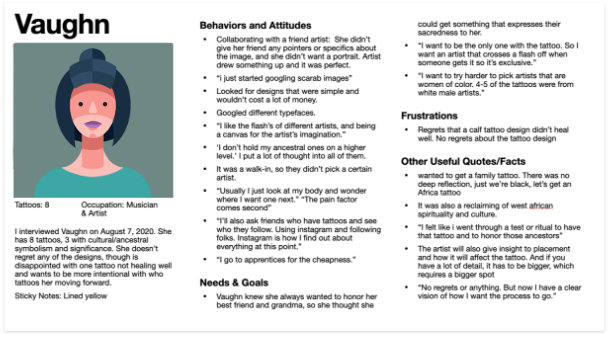 Vaughn
Tattoos: 8
Occupation: Musician
& Artist
I interviewed Vaughn on August 7, 2020. She
has 8 tattoos, 3 with cultural/ancestral
symbolism and significance. She doesn't
regret any of the designs, though is
disappointed with one tattoo not healing well
and wants to be more intentional with who
tattoos her moving forward.
Sticky Notes: Lined yellow
Behaviors and Attitudes
• Collaborating with a friend artist: She didn't
give her friend any pointers or specifics about
the image, and she didn't want a portrait. Artist
drew something up and it was perfect.
• "I just started googling scarab images"
• Looked for designs that were simple and
wouldn't cost a lot of money.
• Googled different typefaces.
• "I like the flash's of different artists, and being
a canvas for the artist's imagination."
• 'I don't hold my ancestral ones on a higher
level.' I put a lot of thought into all of them.
• It was a walk-in, so they didn't pick a certain
artist.
• "Usually I just look at my body and wonder
where I want one next." "The pain factor
comes second"
• "I'll also ask friends who have tattoos and see
who they follow. Using instagram and following
folks. Instagram is how I find out about
everything at this point."
• "I go to apprentices for the cheapness."
Needs & Goals
• Vaughn knew she always wanted to honor her
best friend and grandma, so she thought she
could get something that expresses their
sacredness to her.
• "I want to be the only one with the tattoo. So I
want an artist that crosses a flash off when
someone gets it so it's exclusive."
• "I want to try harder to pick artists that are
women of color. 4-5 of the tattoos were from
white male artists."
Frustrations
• Regrets that a calf tattoo design didn't heal
well. No regrets about the tattoo design
Other Useful Quotes/Facts
• wanted to get a family tattoo. There was no
deep reflection, just we're black, let's get an
Africa tattoo
• It was also a reclaiming of west african
spirituality and culture.
• "I felt like i went through a test or ritual to have
that tattoo and to honor those ancestors"
• The artist will also give insight to placement
and how it will affect the tattoo. And if you
have a lot of detail, it has to be bigger, which
requires a bigger spot
• "No regrets or anything. But now I have a clear
vision of how I want the process to go."